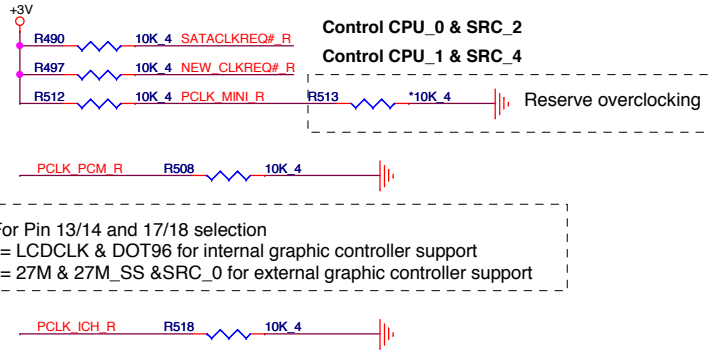 +3V
R490 10K_4 SATACLKREQ#_R Control CPU_0 & SRC_2
R497 10K_4 NEW_CLKREQ#_R Control CPU_1 & SRC_4
R512 10K_4 PCLK_MINI_R R513 *10K_4 Reserve overclocking
PCLK_PCM_R R508 10K_4
For Pin 13/14 and 17/18 selection
= LCDCLK & DOT96 for internal graphic controller support
= 27M & 27M_SS &SRC_0 for external graphic controller support
PCLK_ICH_R R518 10K_4